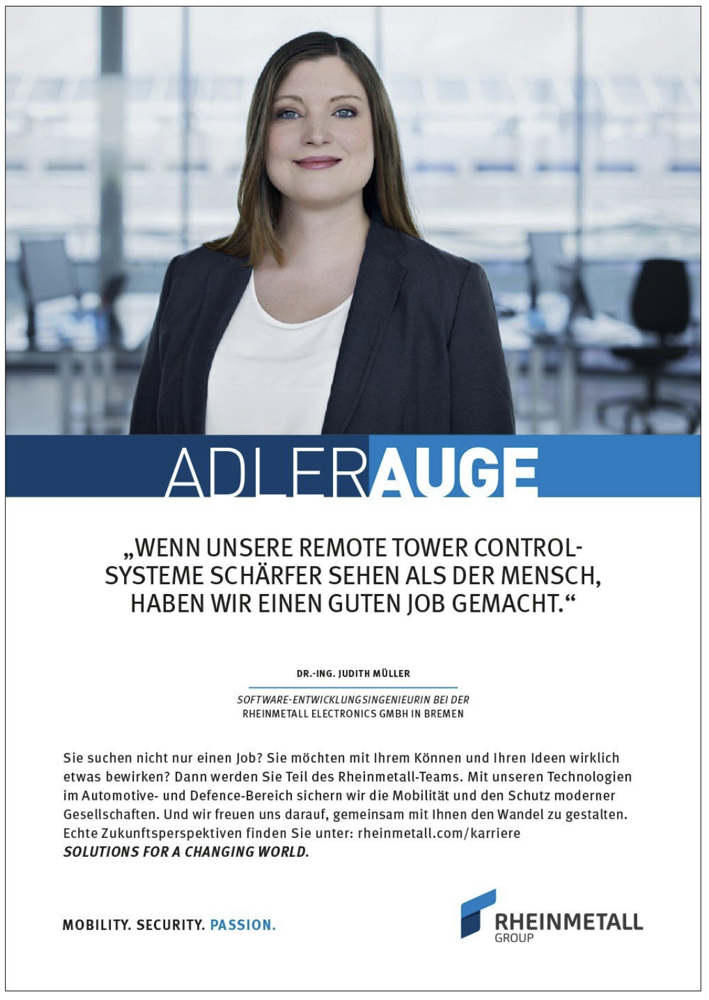 ADLERAUGE
„WENN UNSERE REMOTE TOWER CONTROL-
SYSTEME SCHÄRFER SEHEN ALS DER MENSCH,
HABEN WIR EINEN GUTEN JOB GEMACHT.“
DR.-ING. JUDITH MÜLLER
SOFTWARE-ENTWICKLUNGSINGENIEURIN BEI DER
RHEINMETALL ELECTRONICS GMBH IN BREMEN
Sie suchen nicht nur einen Job? Sie möchten mit Ihrem Können und Ihren Ideen wirklich
etwas bewirken? Dann werden Sie Teil des Rheinmetall-Teams. Mit unseren Technologien
im Automotive- und Defence-Bereich sichern wir die Mobilität und den Schutz moderner
Gesellschaften. Und wir freuen uns darauf, gemeinsam mit Ihnen den Wandel zu gestalten.
Echte Zukunftsperspektiven finden Sie unter: rheinmetall.com/karriere
SOLUTIONS FOR A CHANGING WORLD.
MOBILITY. SECURITY. PASSION.
RHEINMETALL
GROUP